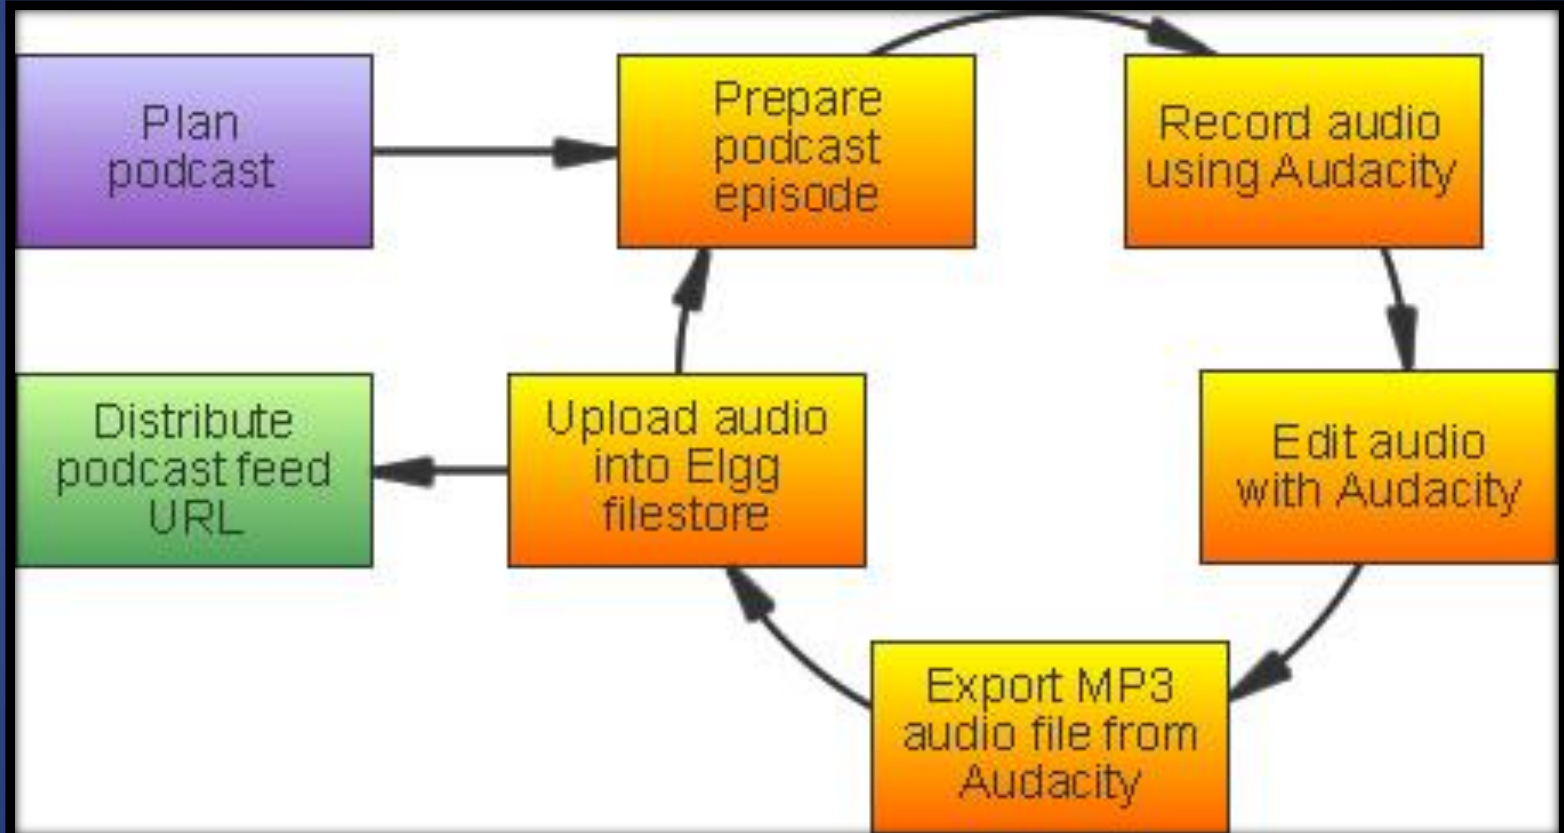 Plan
podcast
Prepare
podcast
episode
Record audio
using Audacity
Distribute
podcast feed
URL
Upload audio
into Elgg
filestore
Edit audio
with Audacity
Export MP3
audio file from
Audacity